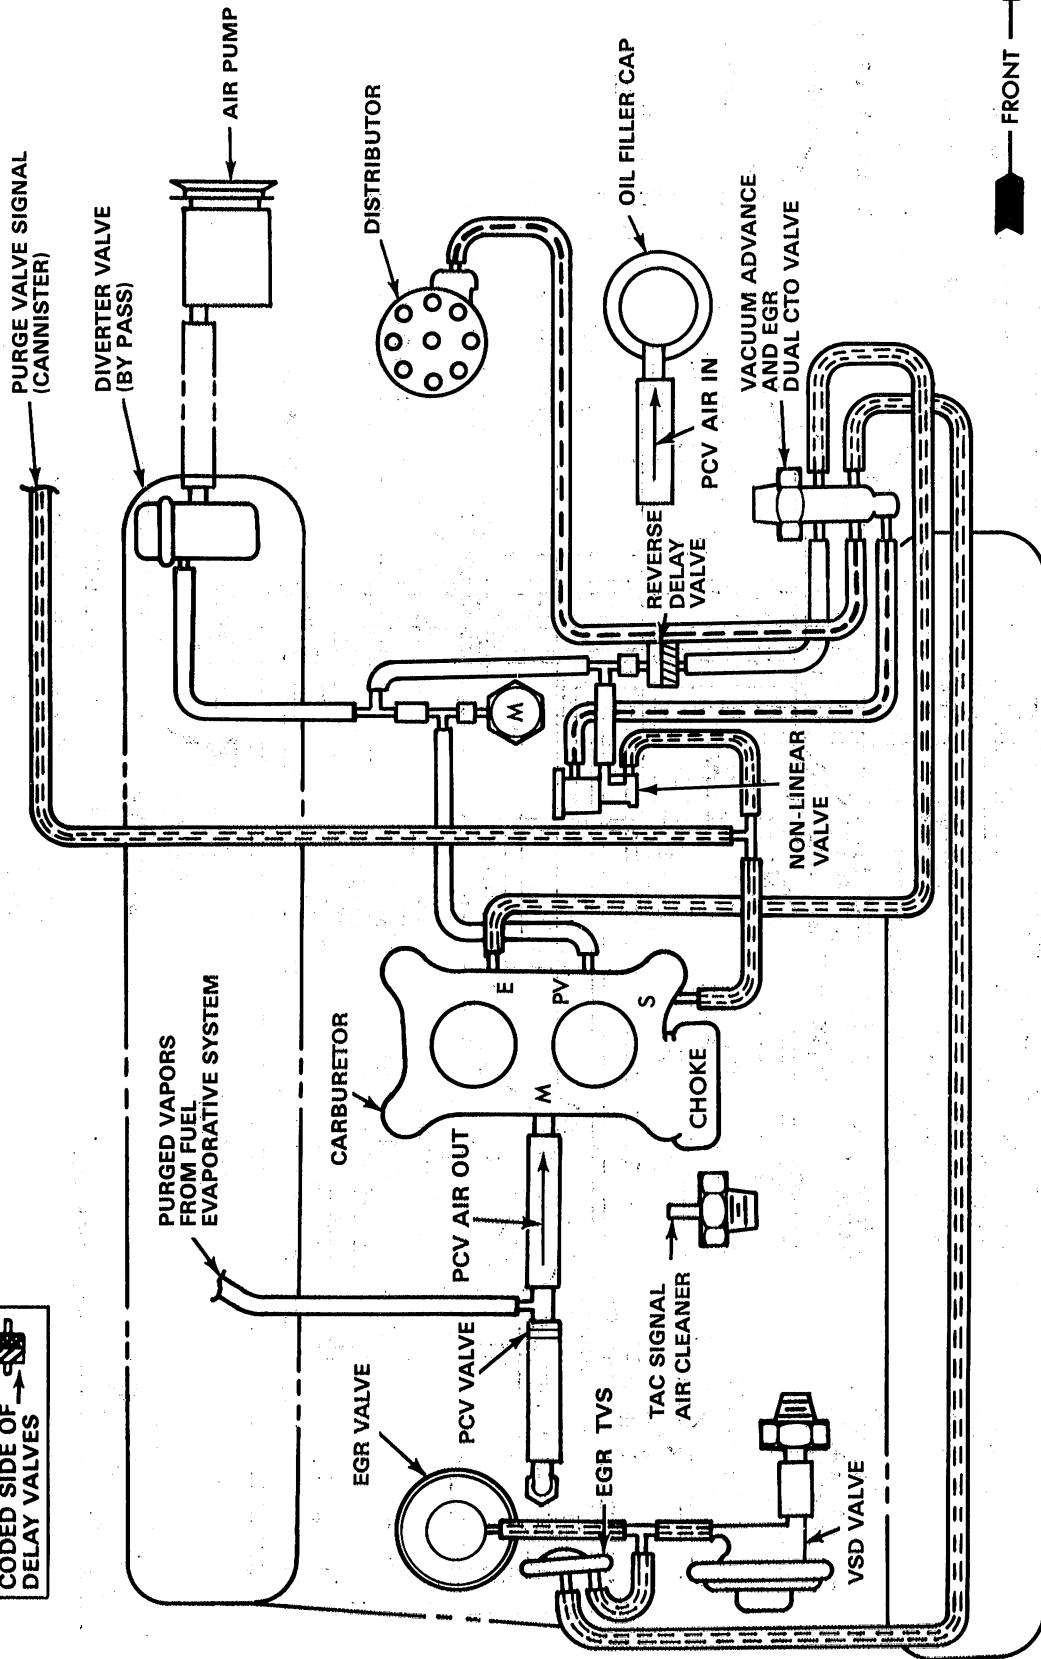 CODED SIDE OF
DELAY VALVES
PURGE VALVE SIGNAL
(CANNISTER)
DIVERTER VALVE
(BY PASS)
AIR PUMP
PURGED VAPORS
FROM FUEL
EVAPORATIVE SYSTEM
CARBURETOR
DISTRIBUTOR
EGR VALVE
PCV VALVE
PCV AIR OUT
M
E
PV
S
CHOKE
W
OIL FILLER CAP
PCV AIR IN
REVERSE
DELAY
VALVE
VACUUM ADVANCE
AND EGR
DUAL CTO VALVE
NON-LINEAR
VALVE
EGR TVS
TAC SIGNAL
AIR CLEANER
VSD VALVE
FRONT